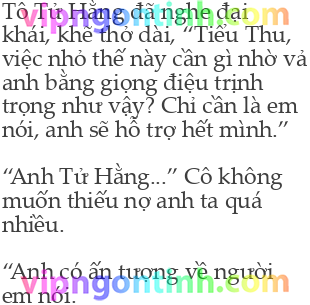 Tô Tử Hằng đã nghe đại
khái, khẽ thở dài, “Tiểu Thu,
việc nhỏ thế này cần gì nhờ vả
anh bằng giọng điệu trịnh
trọng như vậy? Chỉ cần là em
nói, anh sẽ hỗ trợ hết mình.”
“Anh Tử Hằng...” Cô không
muốn thiếu nợ anh ta quá
nhiều.
“Anh có ấn tượng về người
em nói.
vipngontinh.com
vipngontinh.com